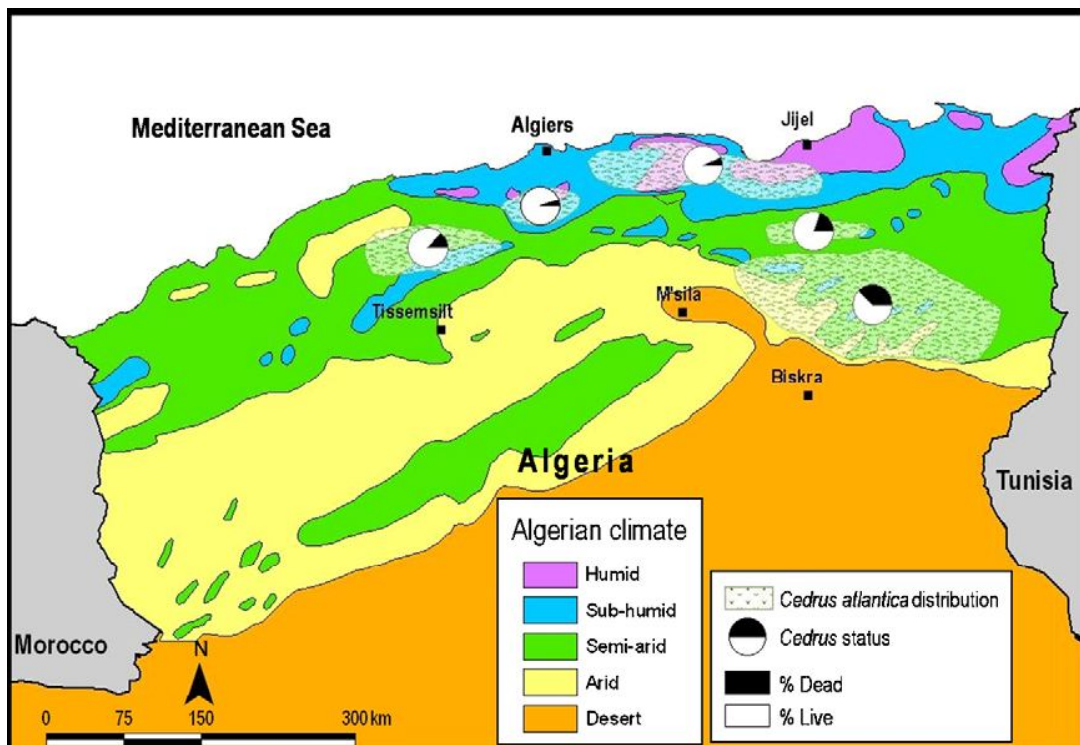 Mediterranean Sea
Algiers
Jijel
Tissemsilt
M'sila
Biskra
Algeria
Tunisia
Morocco
N
0 75 150 300 km
Algerian climate
Humid
Sub-humid
Semi-arid
Arid
Desert
Cedrus atlantica distribution
Cedrus status
% Dead
% Live